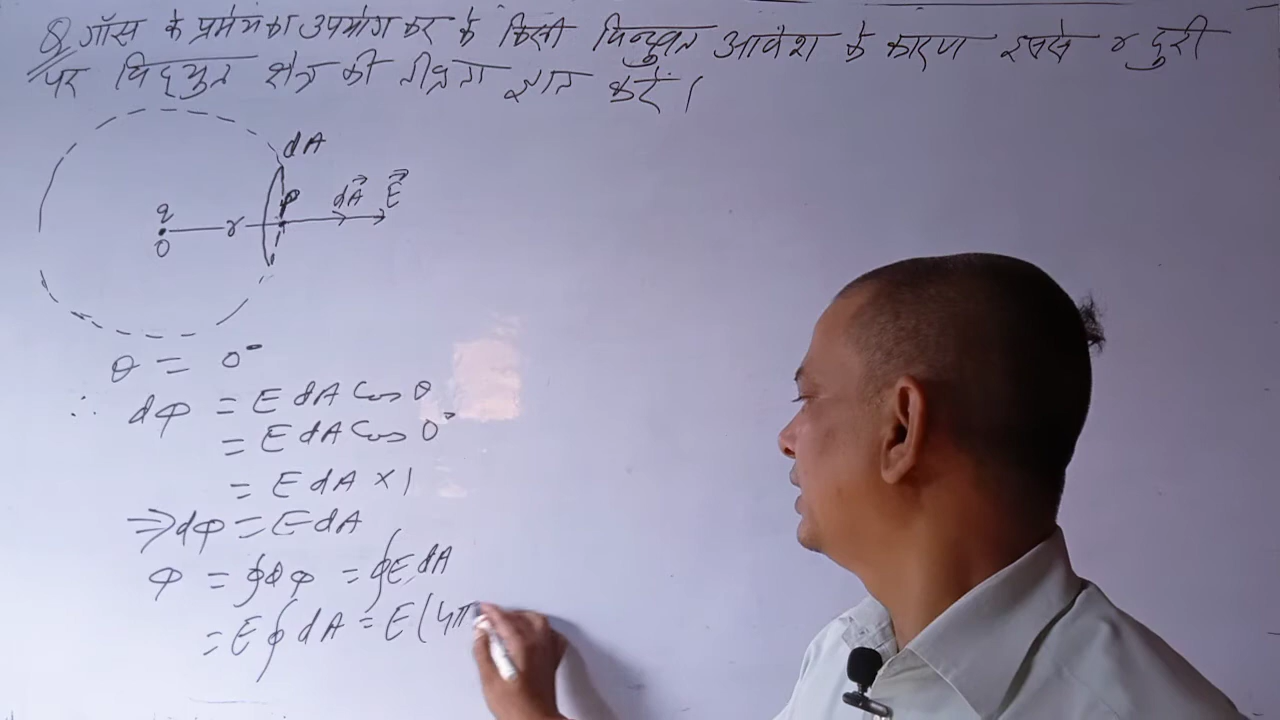 Q गॉस के प्रमेय का उपयोग कर के किसी बिन्दुवत आवेश के कारण इससे r दुरी
पर विद्युत क्षेत्र की तीव्रता ज्ञात करें।
dA
q
O
r
P
dA⃗
E⃗
θ = 0°
∴ dφ = E dA Cos θ
= E dA Cos 0°
= E dA × 1
⇒ dφ = E dA
φ = ∮dφ = ∮E dA
= E∮dA = E(4π